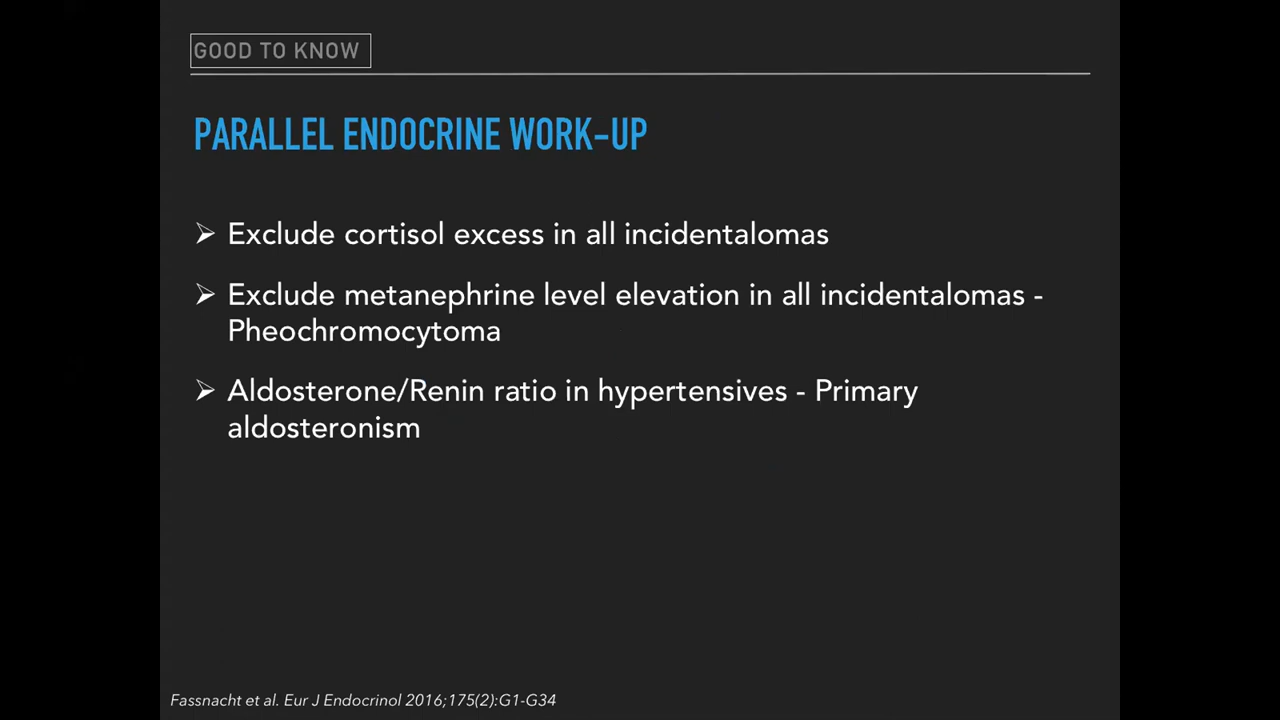 GOOD TO KNOW
PARALLEL ENDOCRINE WORK-UP
➢ Exclude cortisol excess in all incidentalomas
➢ Exclude metanephrine level elevation in all incidentalomas -
Pheochromocytoma
➢ Aldosterone/Renin ratio in hypertensives - Primary
aldosteronism
Fassnacht et al. Eur J Endocrinol 2016;175(2):G1-G34